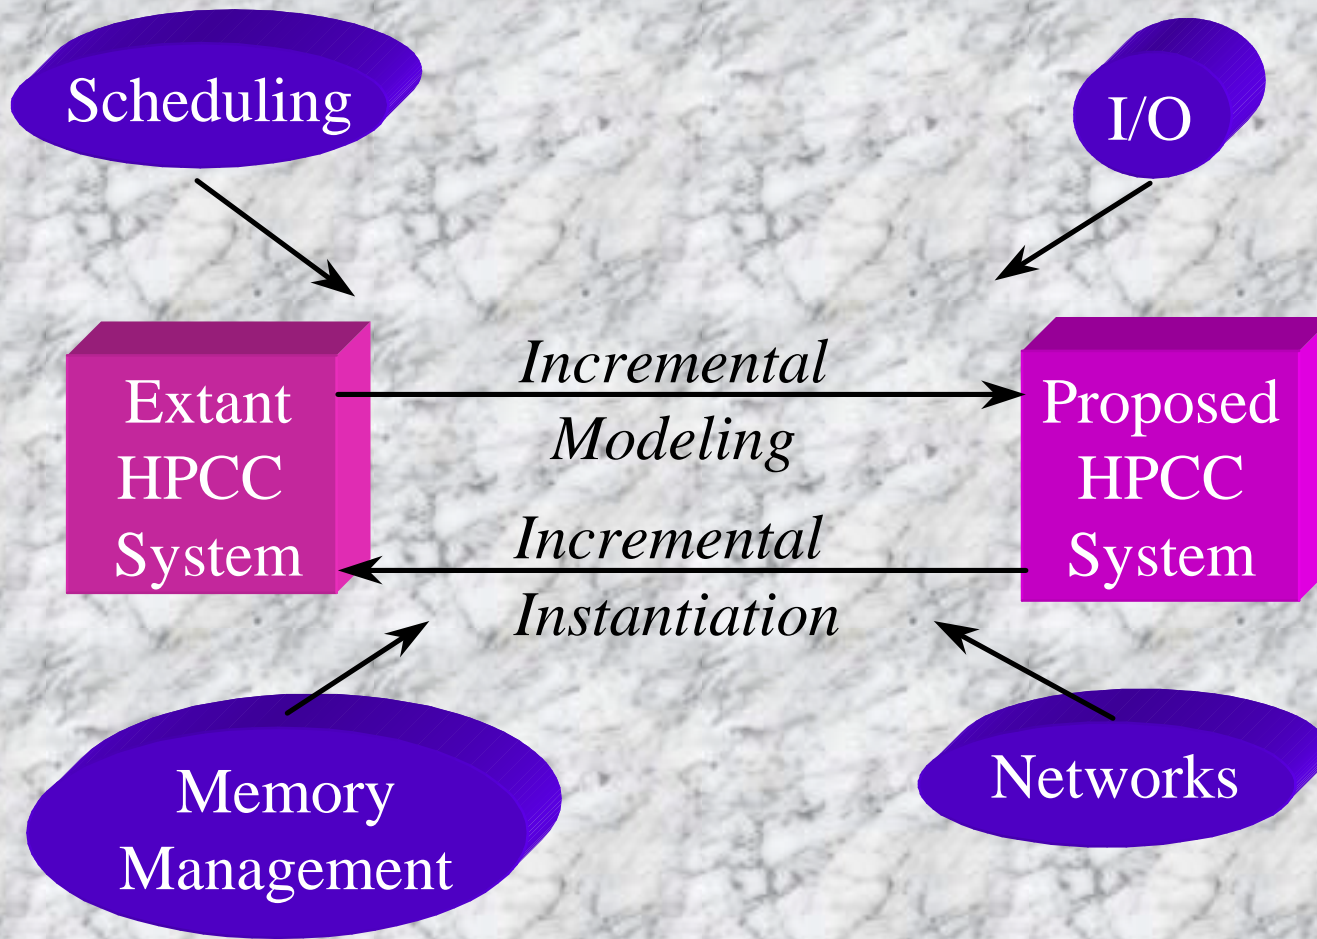 Scheduling
I/O
Extant
HPCC
System
Incremental
Modeling
Incremental
Instantiation
Proposed
HPCC
System
Memory
Management
Networks